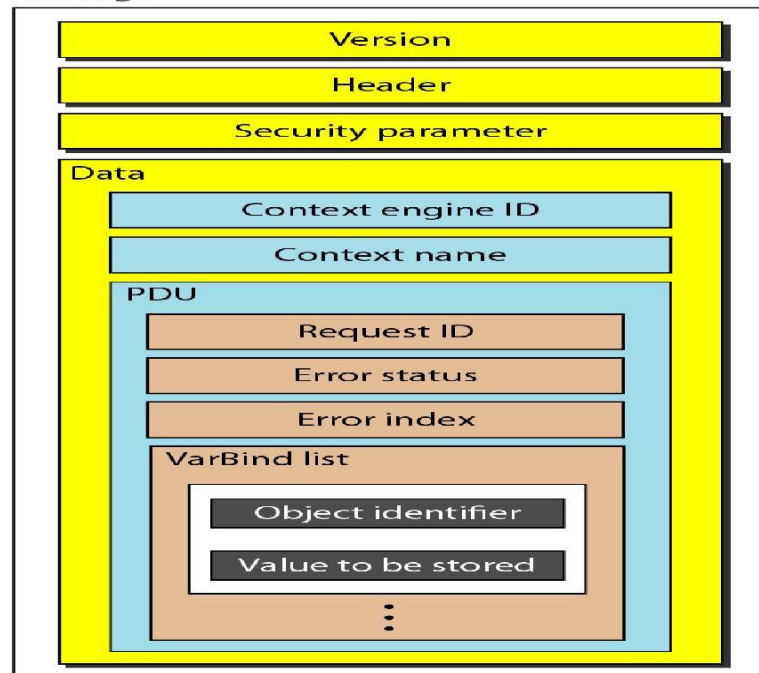 Version
Header
Security parameter
Data
Context engine ID
Context name
PDU
Request ID
Error status
Error index
VarBind list
Object identifier
Value to be stored